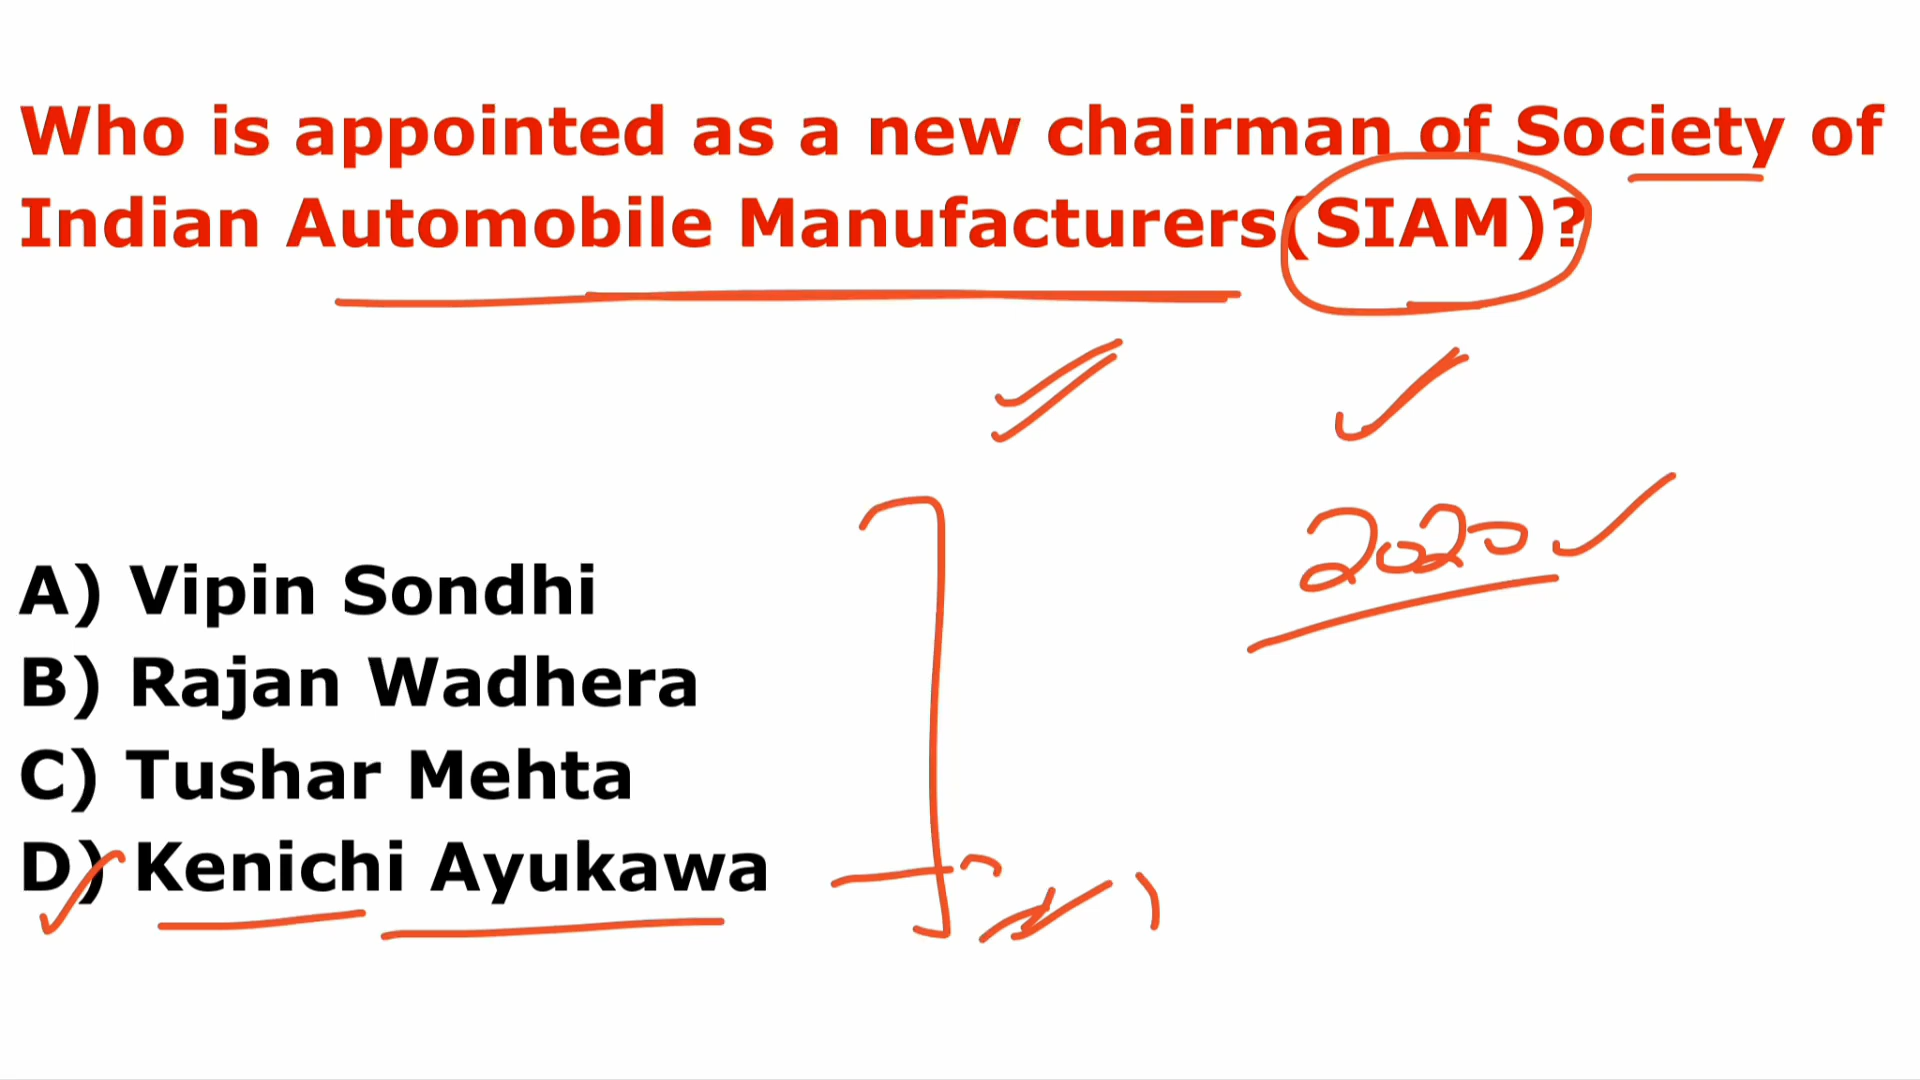 Who is appointed as a new chairman of Society of
Indian Automobile Manufacturers(SIAM)?
2020
A) Vipin Sondhi
B) Rajan Wadhera
C) Tushar Mehta
D) Kenichi Ayukawa